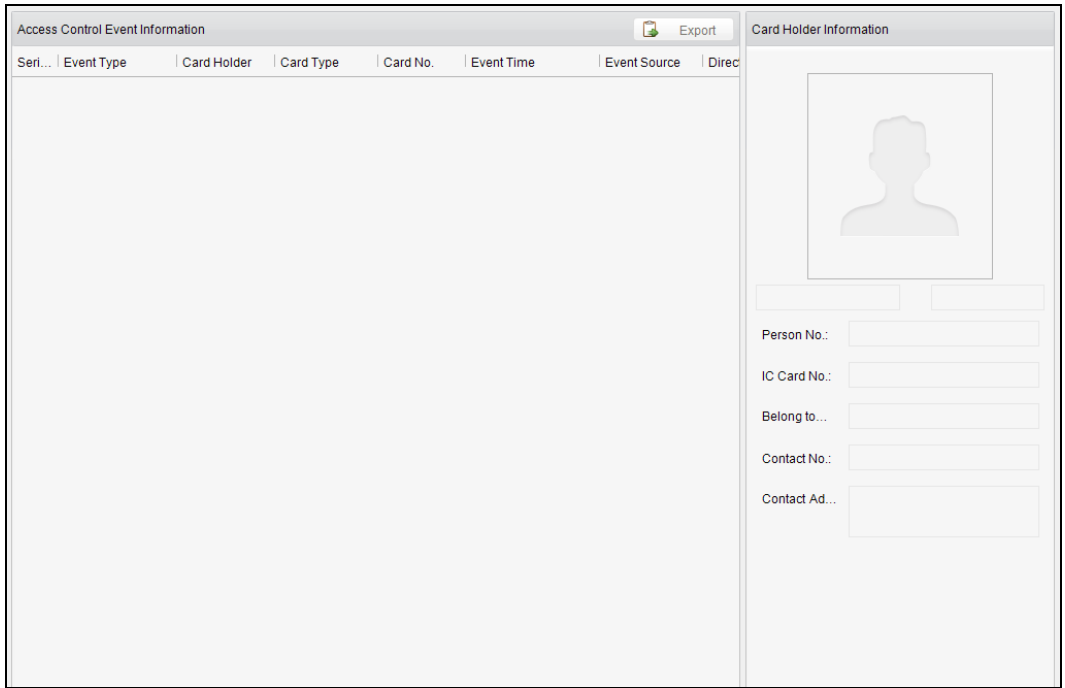 Access Control Event Information Export
Seri... Event Type Card Holder Card Type Card No. Event Time Event Source Direc
Card Holder Information
Person No.:
IC Card No.:
Belong to...
Contact No.:
Contact Ad...